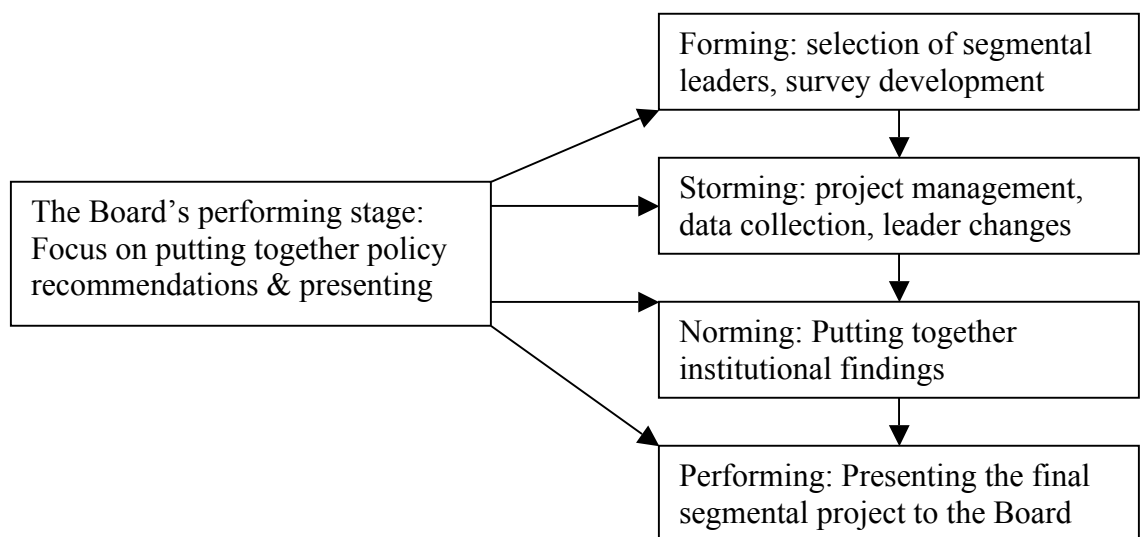 Forming: selection of segmental
leaders, survey development
Storming: project management,
data collection, leader changes
The Board’s performing stage:
Focus on putting together policy
recommendations & presenting
Norming: Putting together
institutional findings
Performing: Presenting the final
segmental project to the Board